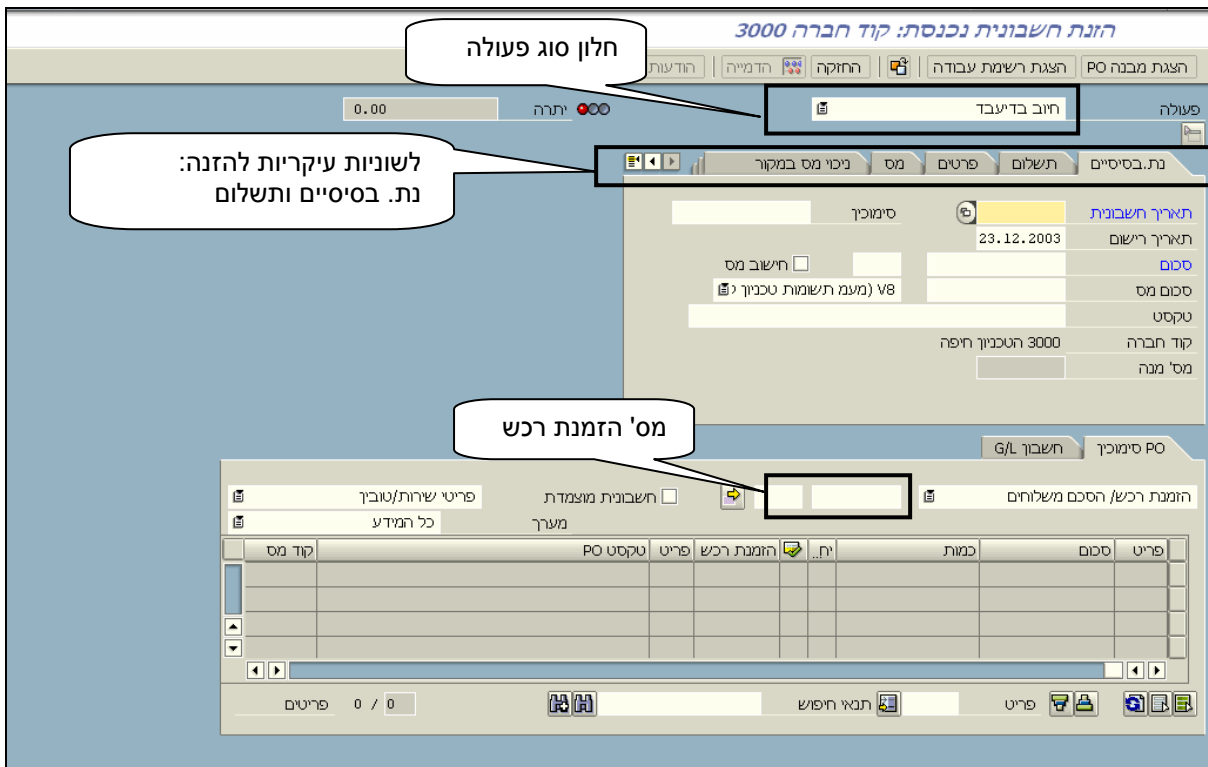 הזנת חשבונית נכנסת: קוד חברה 3000
חלון סוג פעולה
הצגת מבנה PO הצגת רשימת עבודה החזקה הדמייה הודעות
פעולה חיוב בדיעבד יתרה 0.00
לשוניות עיקריות להזנה:
נת. בסיסיים ותשלום
נת.בסיסיים תשלום פרטים מס ניכוי מס במקור
תאריך חשבונית סימוכין
תאריך רישום 23.12.2003
סכום חישוב מס
סכום מס V8 (מעמ תשומות טכניון
טקסט
קוד חברה 3000 הטכניון חיפה
מס' מנה
מס' הזמנת רכש
PO סימוכין חשבון G/L
הזמנת רכש/ הסכם משלוחים חשבונית מוצמדת פריטי שירות/טובין
מערך כל המידע
פריט סכום כמות יח.. הזמנת רכש פריט טקסט PO קוד מס
פריט תנאי חיפוש 0 / 0 פריטים